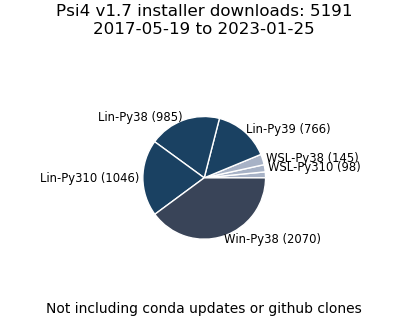 Psi4 v1.7 installer downloads: 5191
2017-05-19 to 2023-01-25
Lin-Py38 (985)
Lin-Py39 (766)
WSL-Py38 (145)
WSL-Py310 (98)
Lin-Py310 (1046)
Win-Py38 (2070)
Not including conda updates or github clones